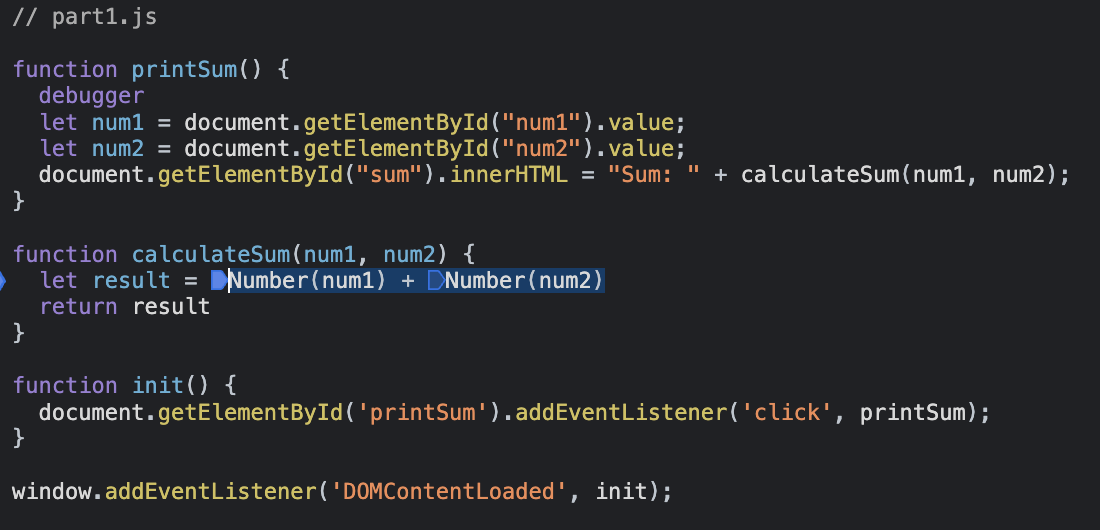 // part1.js
function printSum() {
debugger
let num1 = document.getElementById("num1").value;
let num2 = document.getElementById("num2").value;
document.getElementById("sum").innerHTML = "Sum: " + calculateSum(num1, num2);
}
function calculateSum(num1, num2) {
let result = Number(num1) + Number(num2)
return result
}
function init() {
document.getElementById('printSum').addEventListener('click', printSum);
}
window.addEventListener('DOMContentLoaded', init);